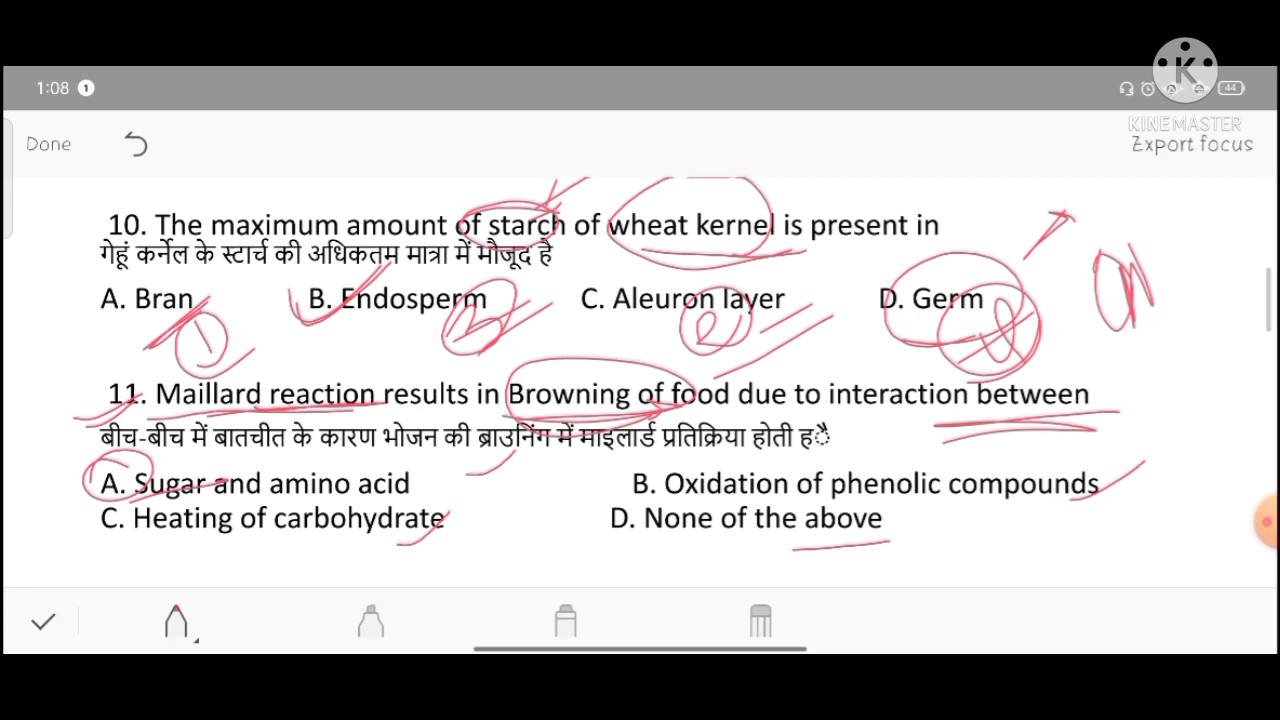 1:08 1
44
K
KINEMASTER
Done
Export focus
10. The maximum amount of starch of wheat kernel is present in
गेहूं कर्नेल के स्टार्च की अधिकतम मात्रा में मौजूद है
A. Bran B. Endosperm C. Aleuron layer D. Germ
11. Maillard reaction results in Browning of food due to interaction between
बीच-बीच में बातचीत के कारण भोजन की ब्राउनिंग में माइलार्ड प्रतिक्रिया होती हैै
A. Sugar and amino acid B. Oxidation of phenolic compounds
C. Heating of carbohydrate D. None of the above